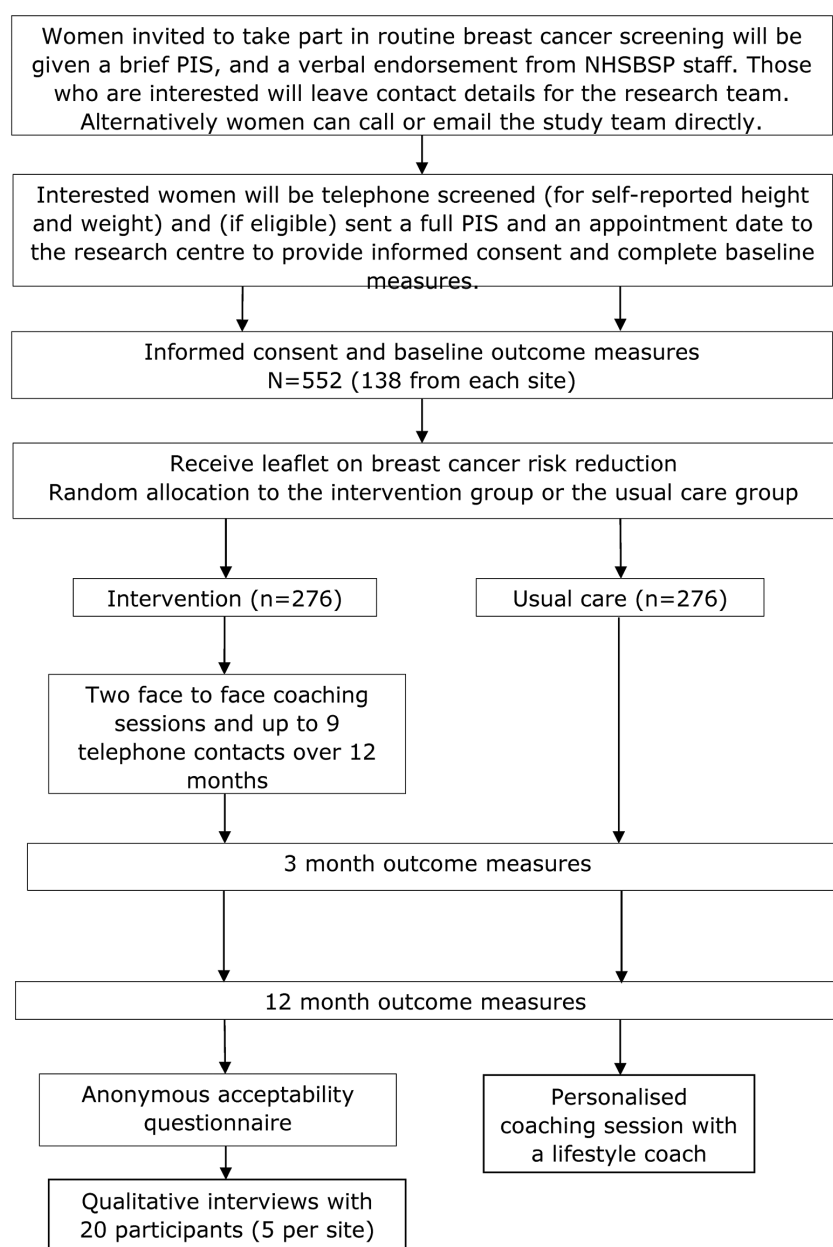 Women invited to take part in routine breast cancer screening will be
given a brief PIS, and a verbal endorsement from NHSBSP staff. Those
who are interested will leave contact details for the research team.
Alternatively women can call or email the study team directly.
Interested women will be telephone screened (for self-reported height
and weight) and (if eligible) sent a full PIS and an appointment date to
the research centre to provide informed consent and complete baseline
measures.
Informed consent and baseline outcome measures
N=552 (138 from each site)
Receive leaflet on breast cancer risk reduction
Random allocation to the intervention group or the usual care group
Intervention (n=276)
Usual care (n=276)
Two face to face coaching
sessions and up to 9
telephone contacts over 12
months
3 month outcome measures
12 month outcome measures
Anonymous acceptability
questionnaire
Personalised
coaching session with
a lifestyle coach
Qualitative interviews with
20 participants (5 per site)